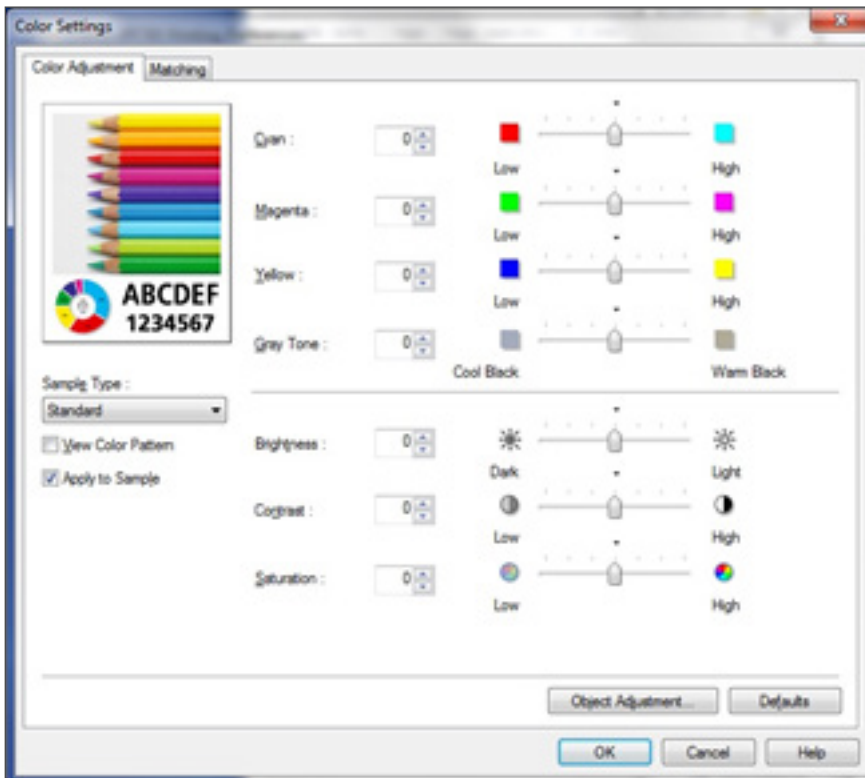 Color Settings
Color Adjustment Matching
ABCDEF
1234567
Sample Type :
Standard
View Color Pattern
Apply to Sample
Cyan : 0
Low High
Magenta : 0
Low High
Yellow : 0
Low High
Gray Tone : 0
Cool Black Warm Black
Brightness : 0
Dark Light
Contrast : 0
Low High
Saturation : 0
Low High
Object Adjustment... Defaults
OK Cancel Help